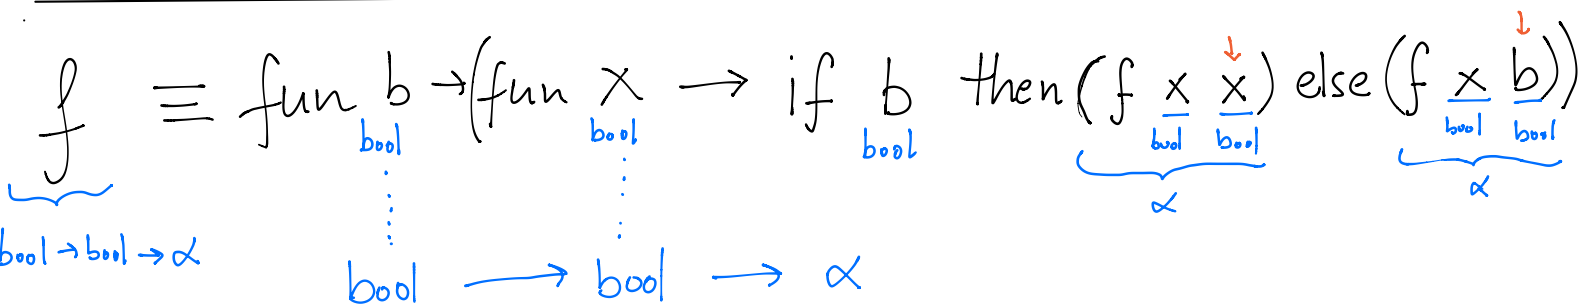 f ≡ fun b → (fun x → if b then (f x x) else (f x b))
bool bool bool bool bool bool bool
α α
bool → bool → α
bool → bool → α